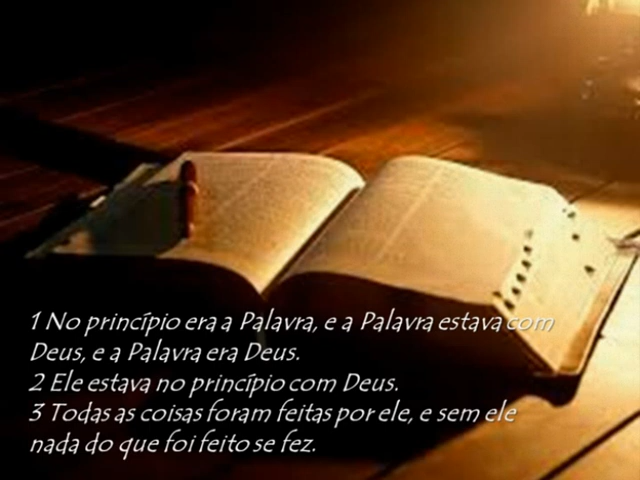 1 No princípio era a Palavra, e a Palavra estava com
Deus, e a Palavra era Deus.
2 Ele estava no princípio com Deus.
3 Todas as coisas foram feitas por ele, e sem ele
nada do que foi feito se fez.